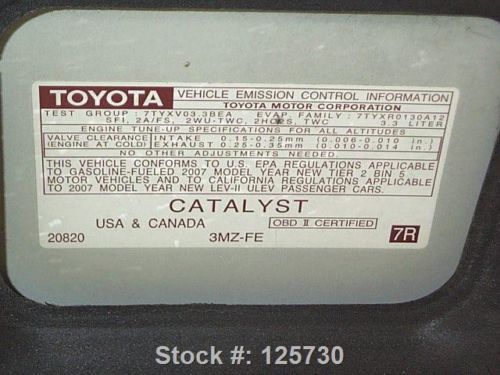 TOYOTA VEHICLE EMISSION CONTROL INFORMATION
TOYOTA MOTOR CORPORATION
TEST GROUP : 7TYXV03.3BEA EVAP. FAMILY : 7TYXR0130A12
SFI, 2A/FS, 2WU-TWC, 2HO2S, TWC 3.3 LITER
ENGINE TUNE-UP SPECIFICATIONS FOR ALL ALTITUDES
VALVE CLEARANCE INTAKE 0.15-0.25mm (0.006-0.010 in.)
(ENGINE AT COLD) EXHAUST 0.25-0.35mm (0.010-0.014 in.)
NO OTHER ADJUSTMENTS NEEDED.
THIS VEHICLE CONFORMS TO U.S. EPA REGULATIONS APPLICABLE
TO GASOLINE-FUELED 2007 MODEL YEAR NEW TIER 2 BIN 5
MOTOR VEHICLES AND TO CALIFORNIA REGULATIONS APPLICABLE
TO 2007 MODEL YEAR NEW LEV-II ULEV PASSENGER CARS.
CATALYST
USA & CANADA OBD II CERTIFIED
20820 3MZ-FE 7R
Stock #: 125730